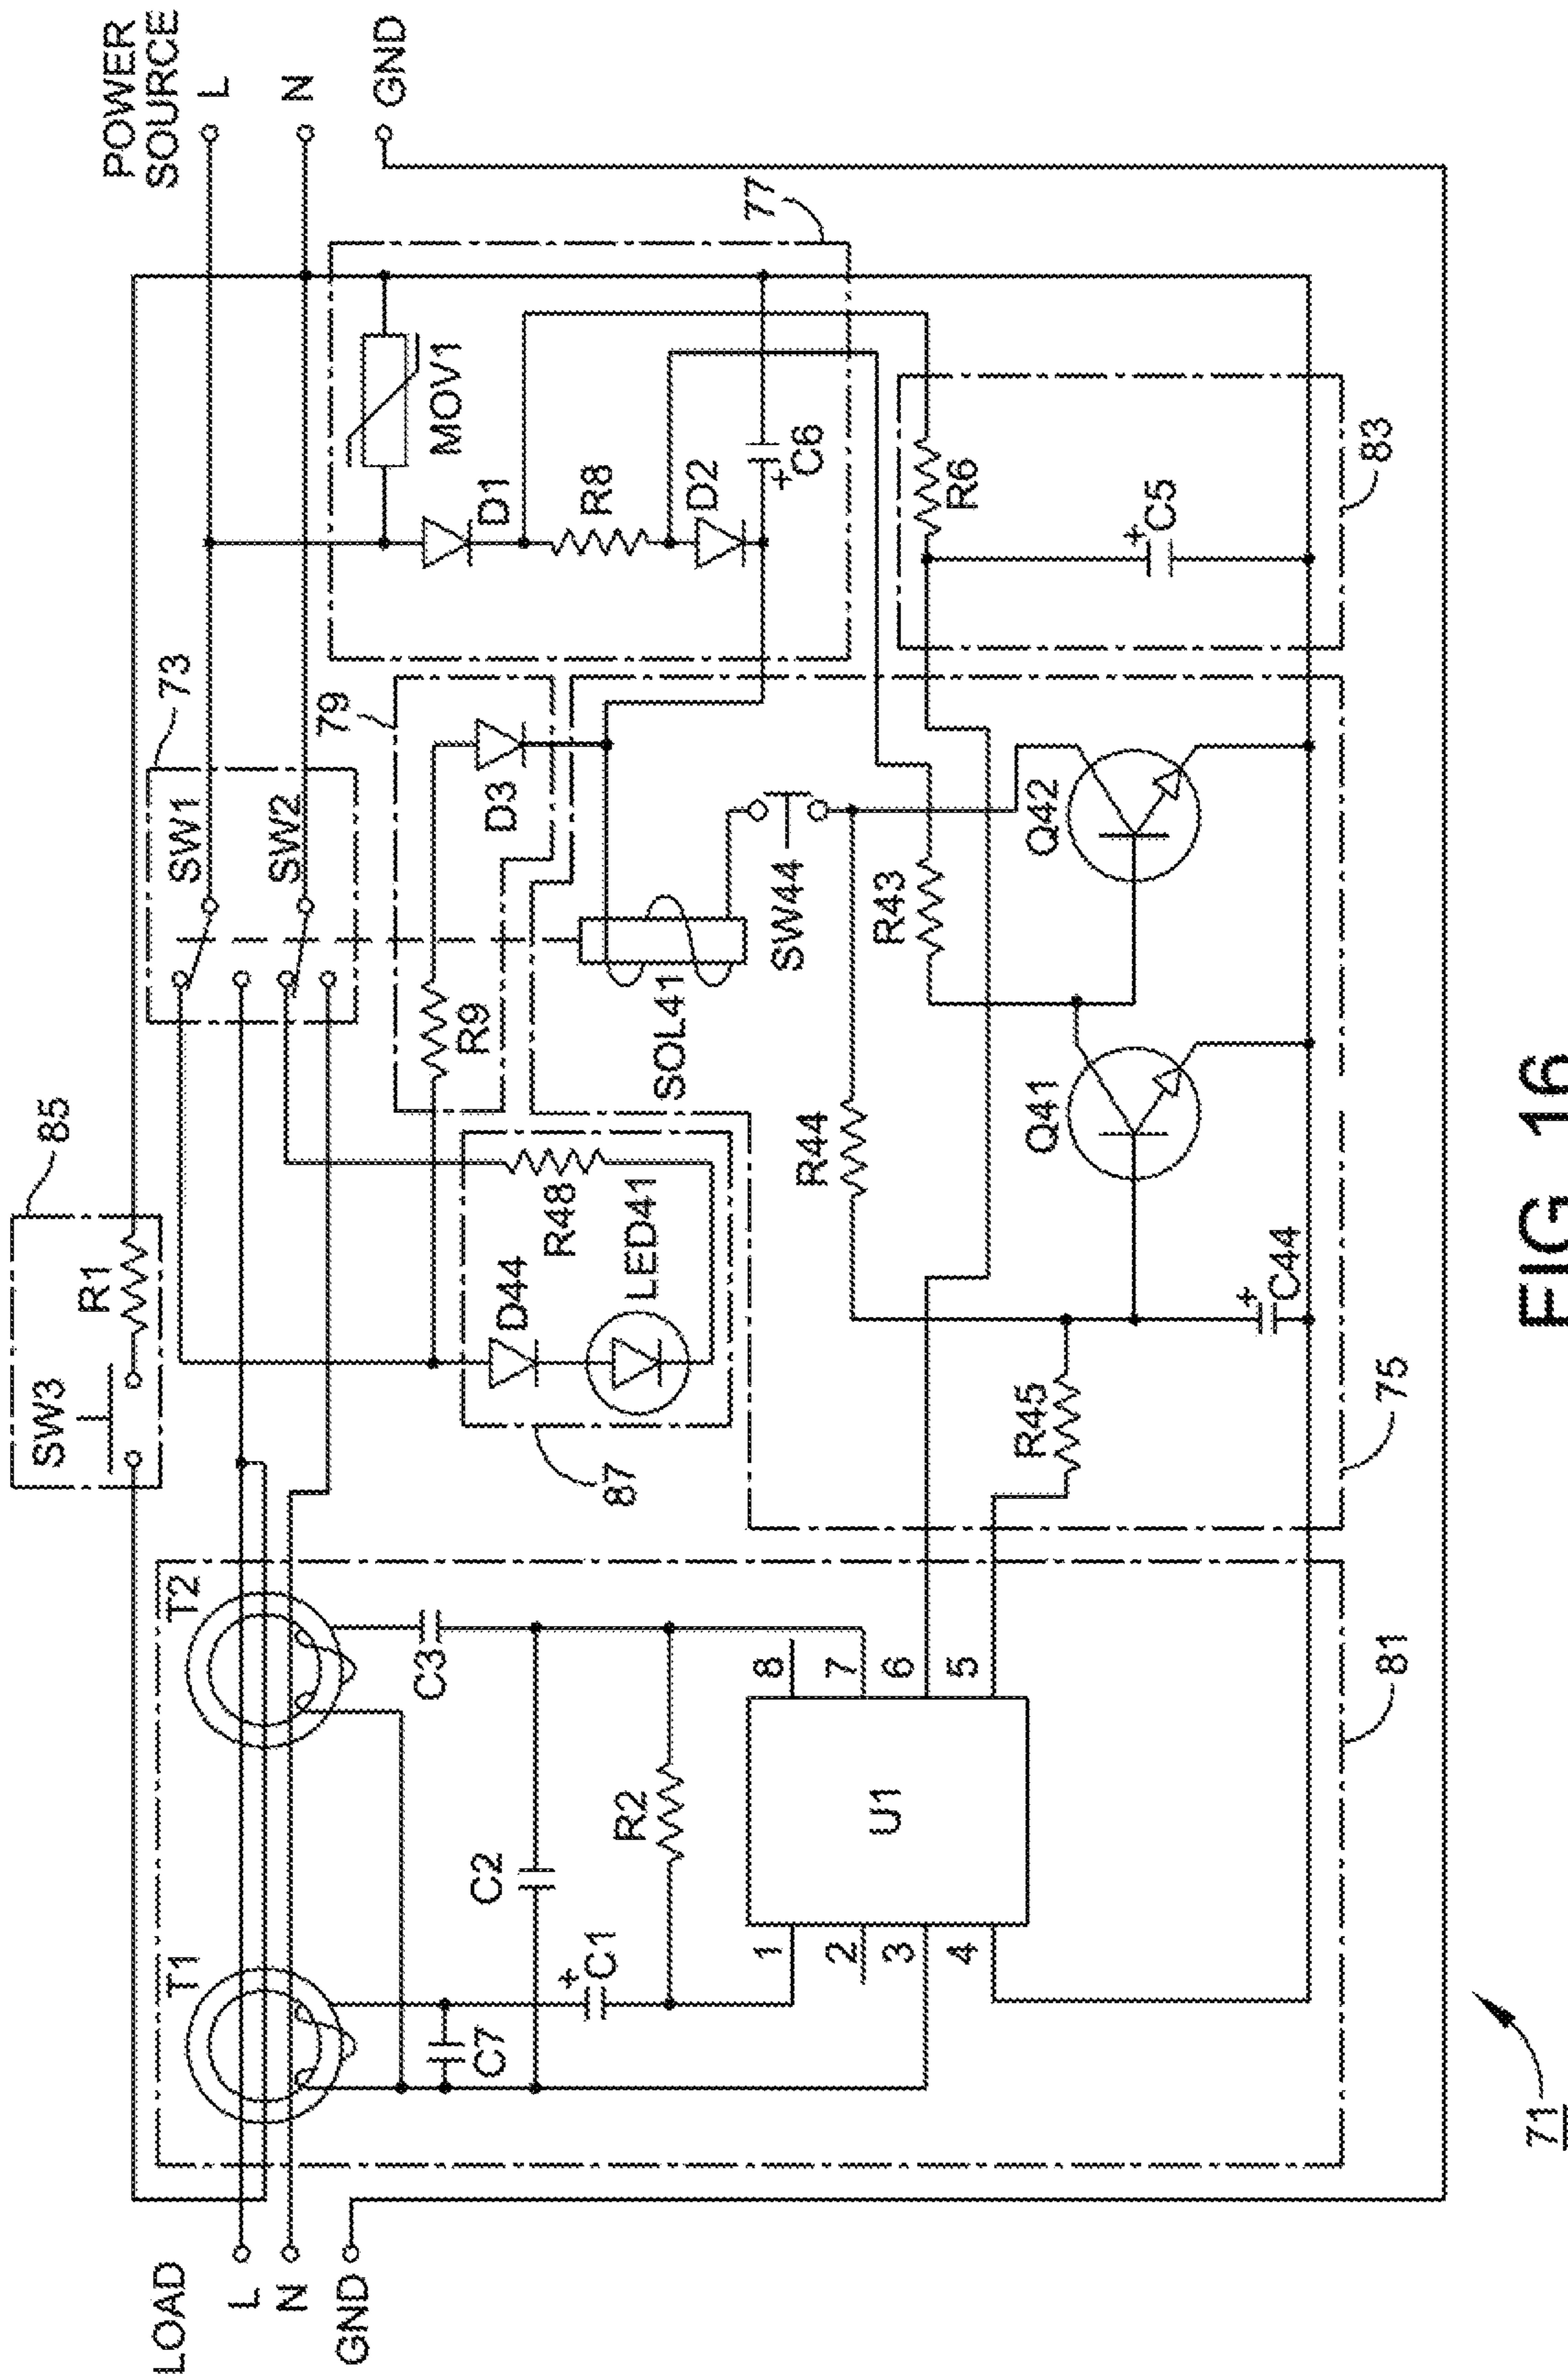 POWER
SOURCE
L
N
GND
77
73
SW1
SW2
79
D3
MOV1
D1
R8
D2
+
C6
R6
+
C5
83
85
R1
SW3
R9
SOL41
SW44
R43
Q42
R44
Q41
R48
LED41
D44
87
+
C44
R45
75
T2
T1
C3
C2
R2
C7
+
C1
U1
1
2
3
4
5
6
7
8
81
LOAD
L
N
GND
71
FIG. 16